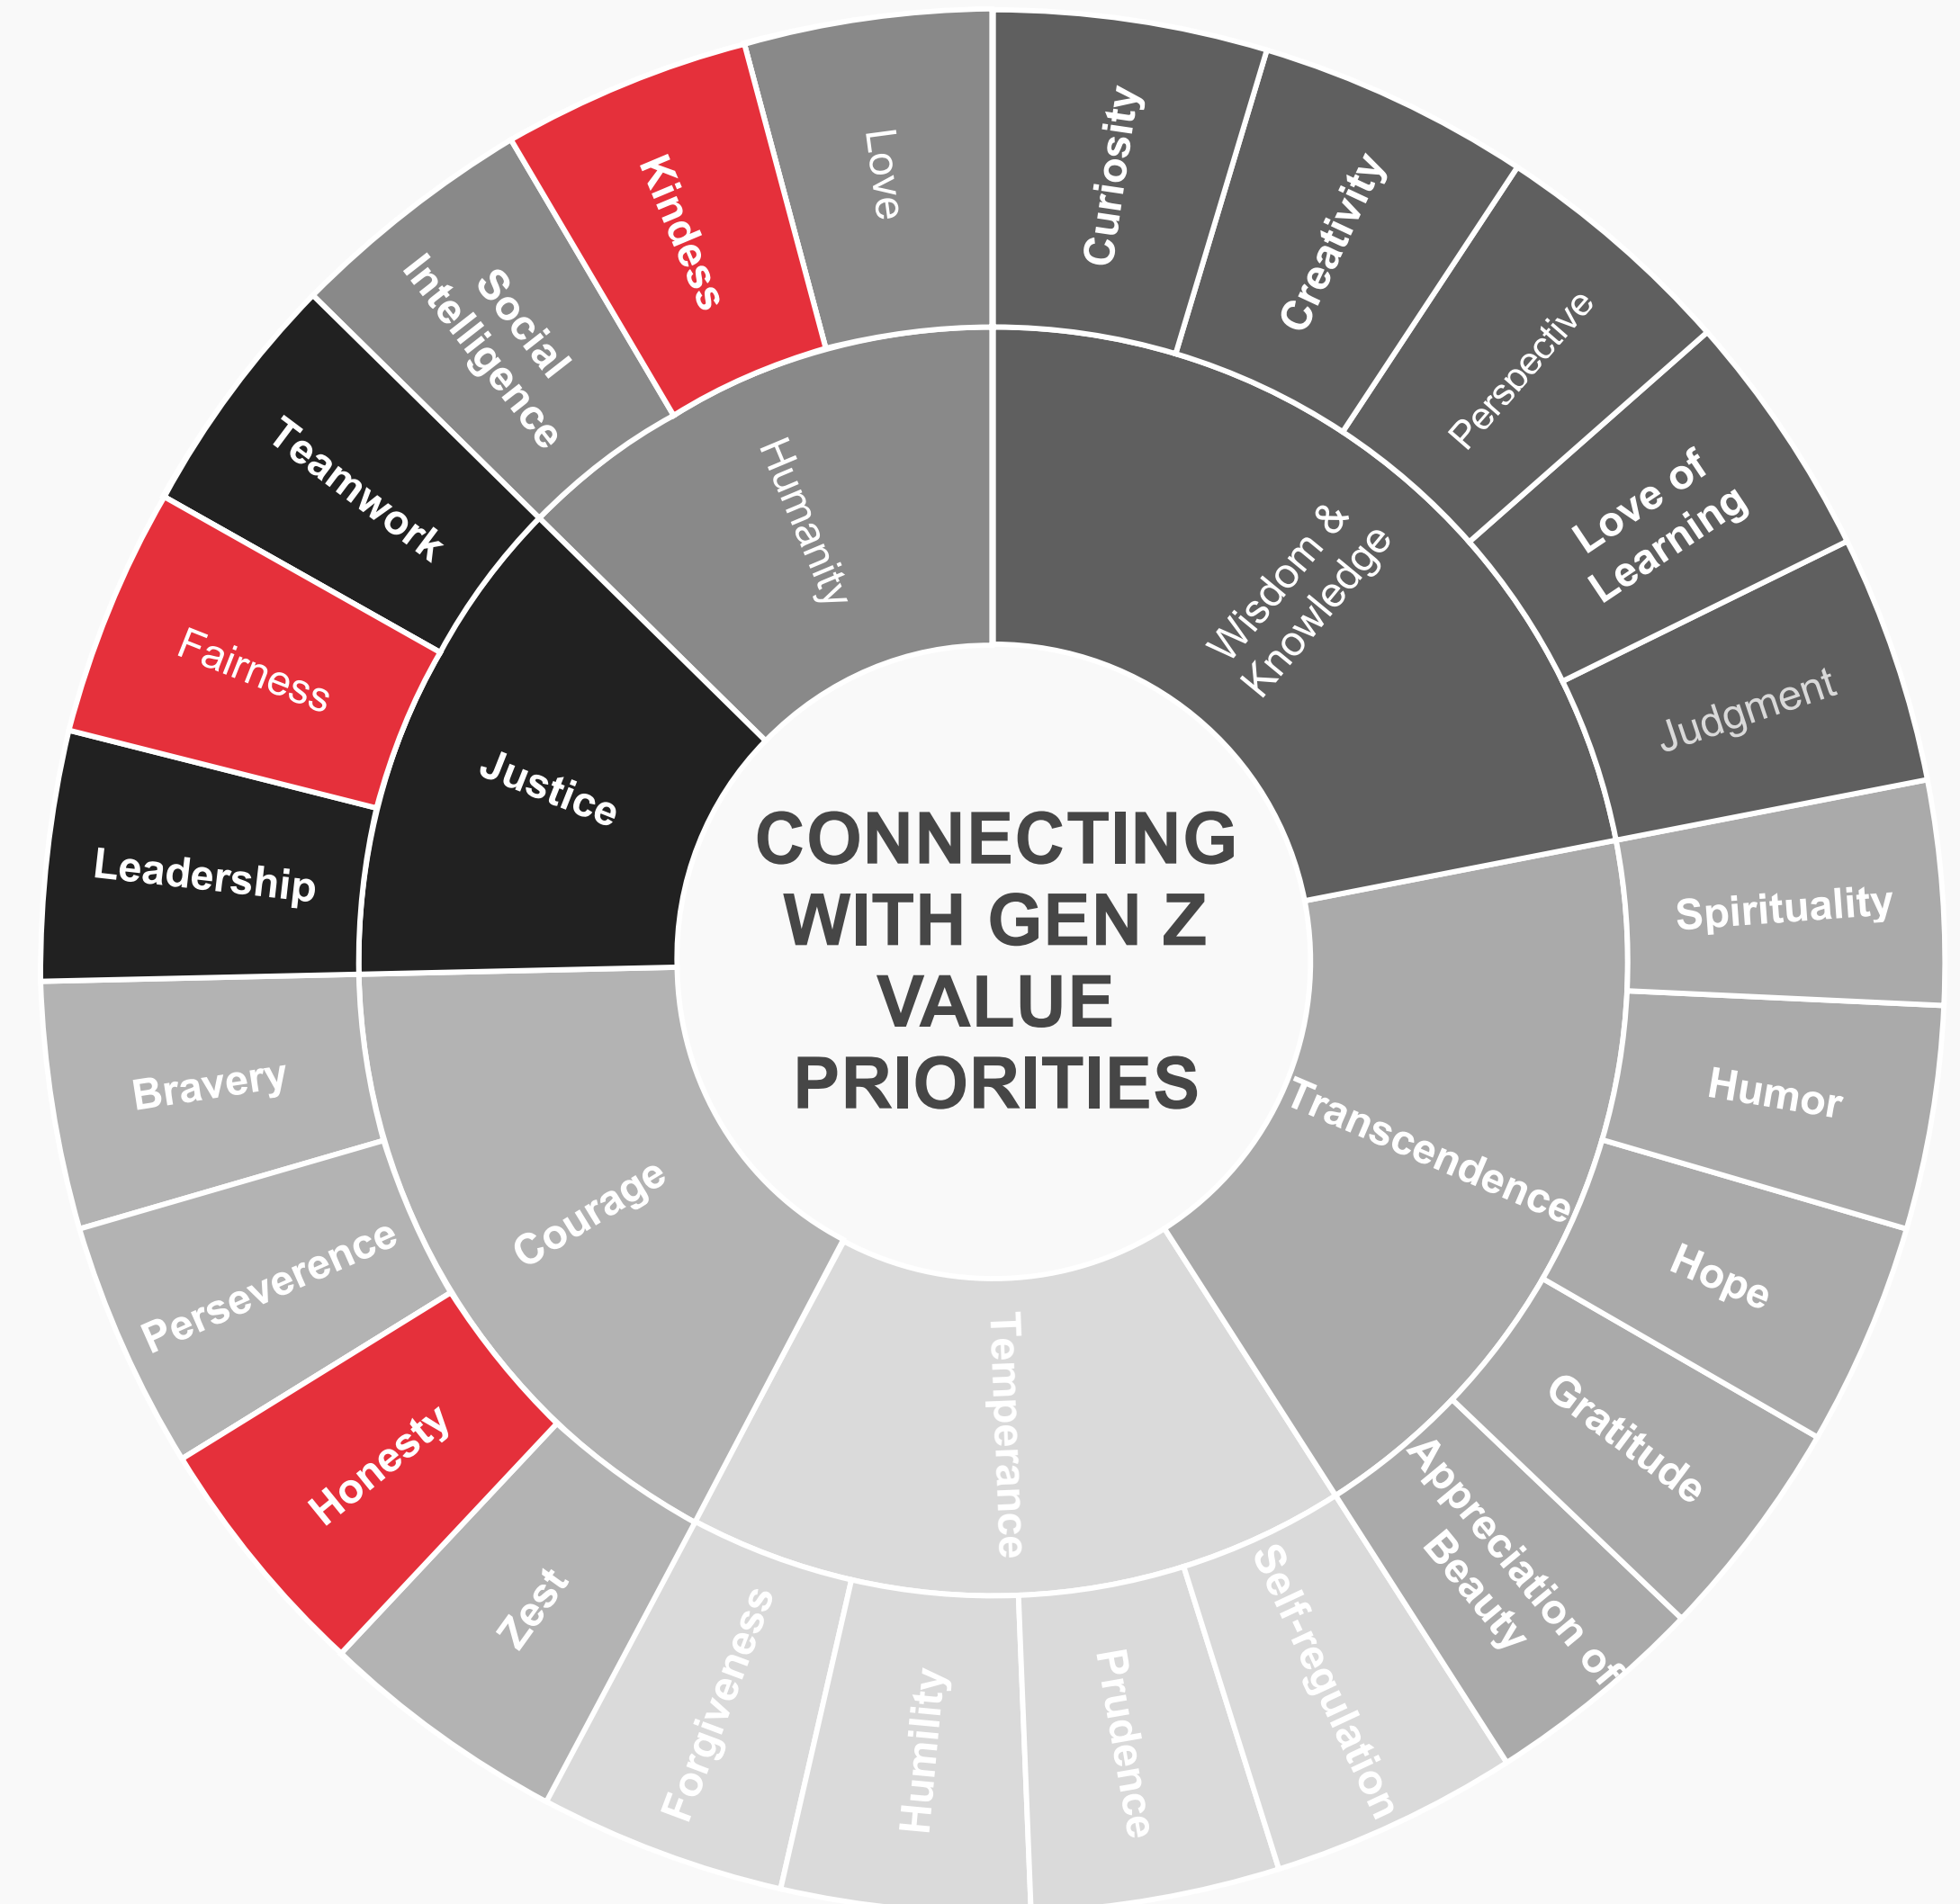 CONNECTING
WITH GEN Z
VALUE
PRIORITIES
Wisdom &
Knowledge
Curiosity
Creativity
Perspective
Love of
Learning
Judgment
Transcendence
Spirituality
Humor
Hope
Gratitude
Appreciation of
Beauty
Temperance
Self-regulation
Prudence
Humility
Forgiveness
Courage
Zest
Honesty
Perseverence
Bravery
Justice
Leadership
Fairness
Teamwork
Humanity
Social
Intelligence
Kindess
Love